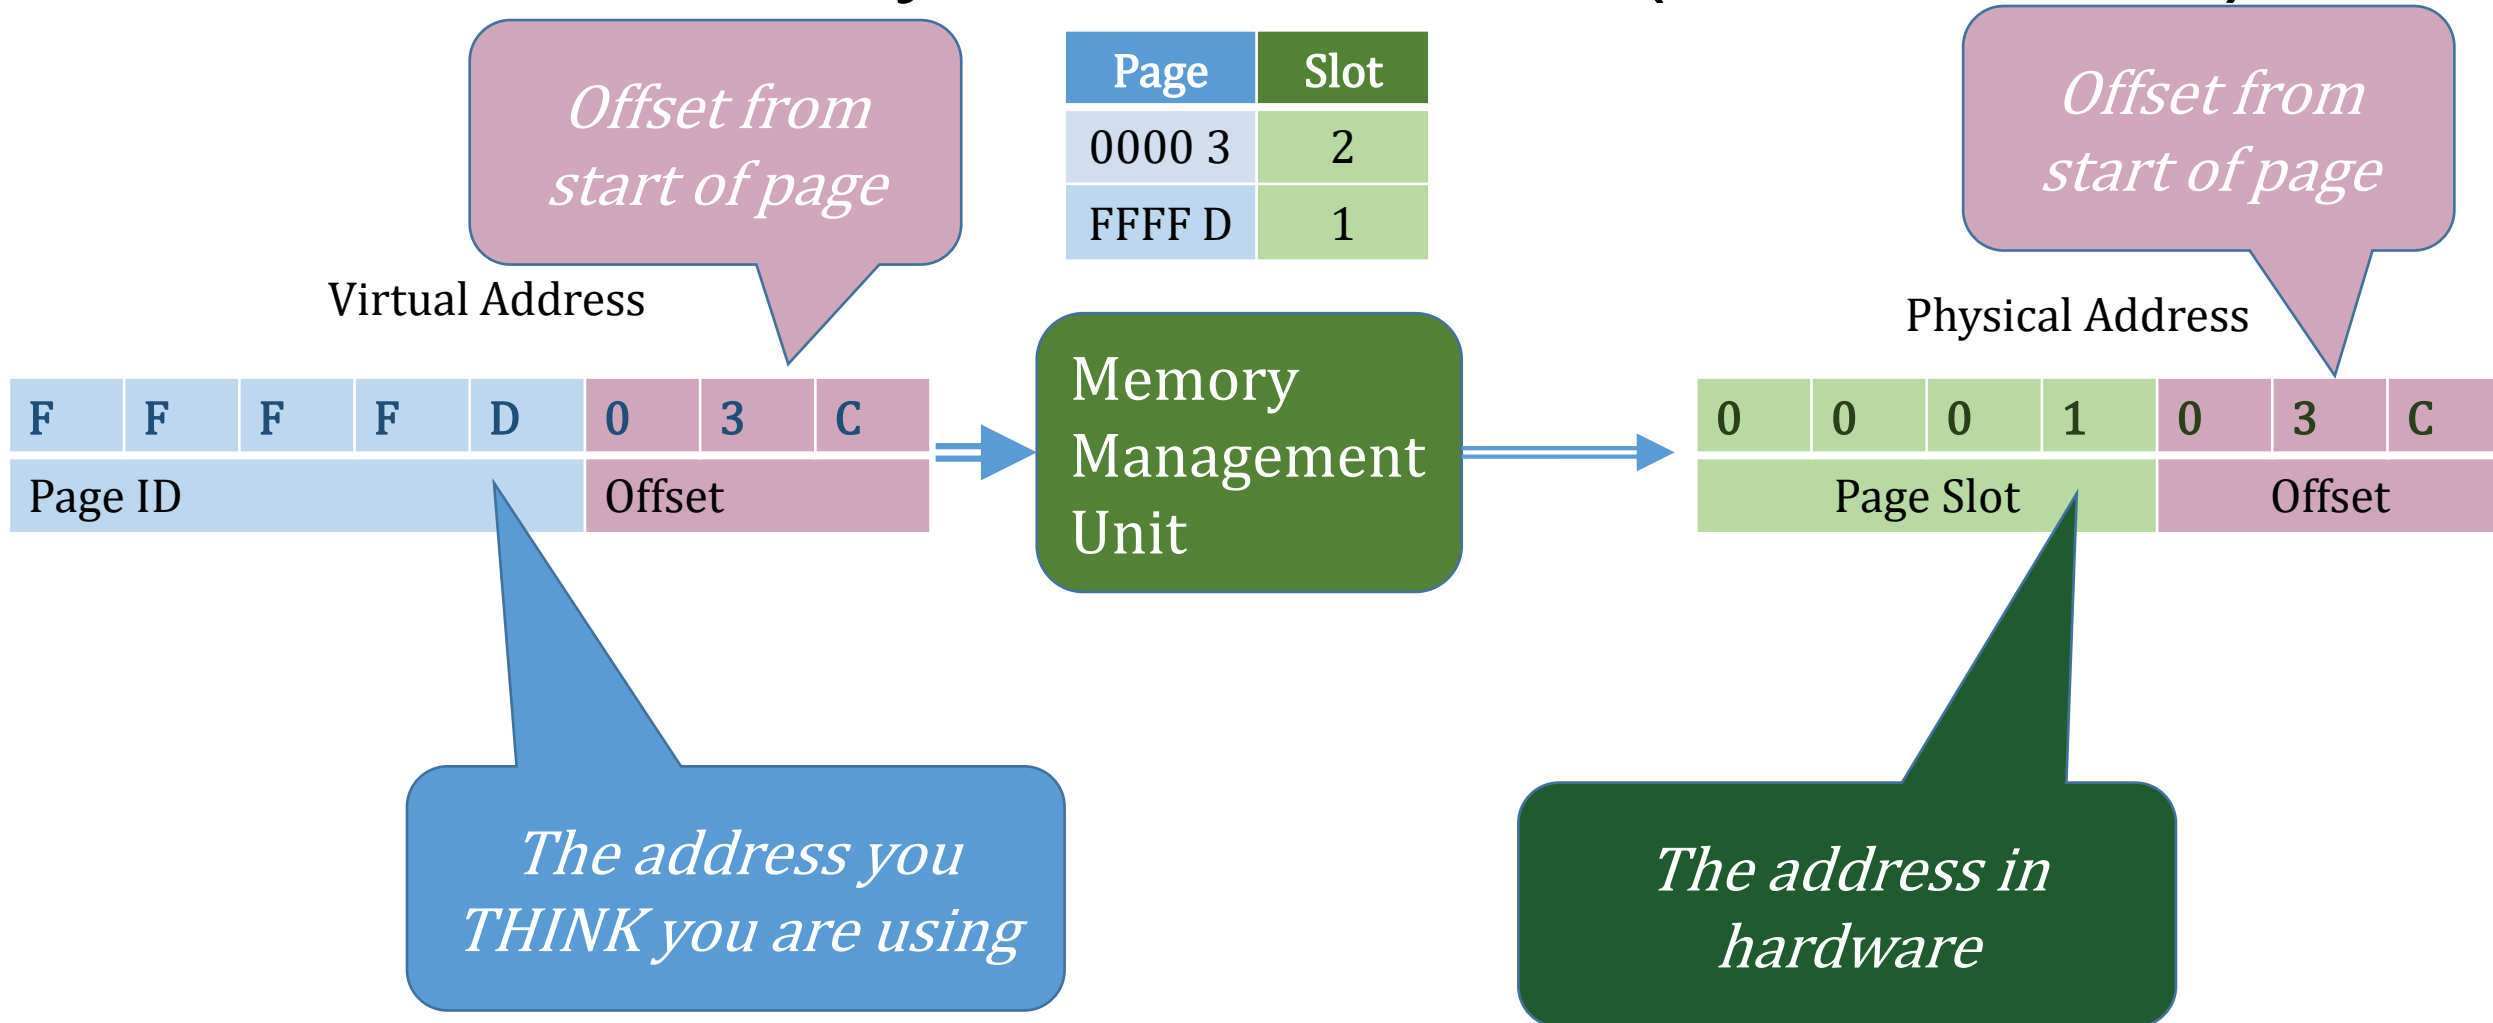 Offset from
start of page
Page Slot
0000 3 2
FFFF D 1
Offset from
start of page
Virtual Address
Physical Address
F F F F D 0 3 C
Page ID Offset
Memory
Management
Unit
0 0 0 1 0 3 C
Page Slot Offset
The address you
THINK you are using
The address in
hardware